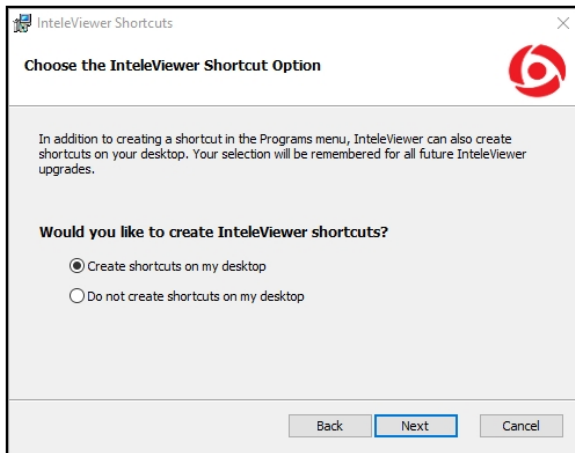 InteleViewer Shortcuts
Choose the InteleViewer Shortcut Option
In addition to creating a shortcut in the Programs menu, InteleViewer can also create
shortcuts on your desktop. Your selection will be remembered for all future InteleViewer
upgrades.
Would you like to create InteleViewer shortcuts?
Create shortcuts on my desktop
Do not create shortcuts on my desktop
Back Next Cancel